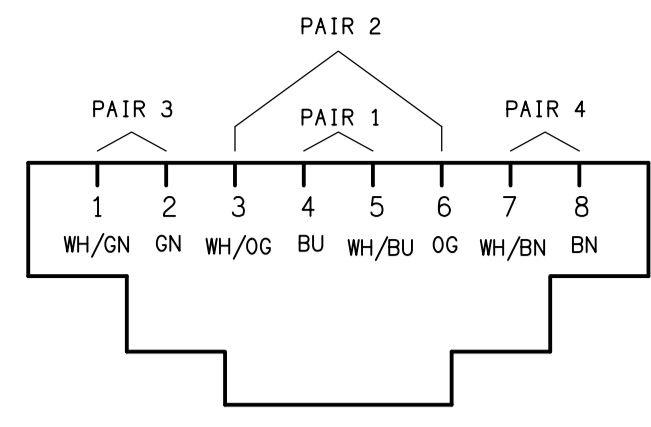 PAIR 2
PAIR 3 PAIR 1 PAIR 4
1 2 3 4 5 6 7 8
WH/GN GN WH/OG BU WH/BU OG WH/BN BN